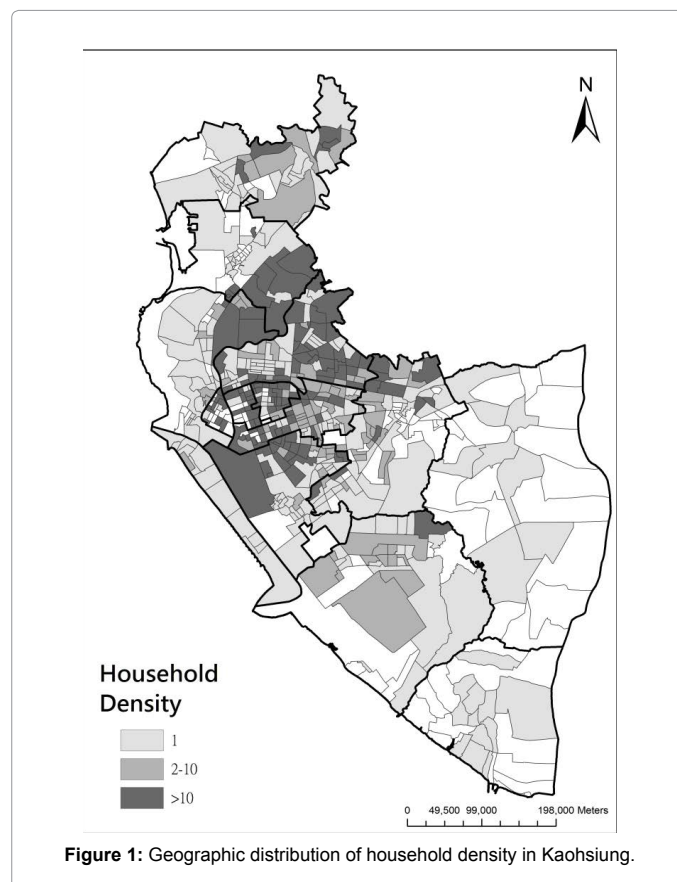 N
Household
Density
1
2-10
>10
0 49,500 99,000 198,000 Meters
Figure 1: Geographic distribution of household density in Kaohsiung.